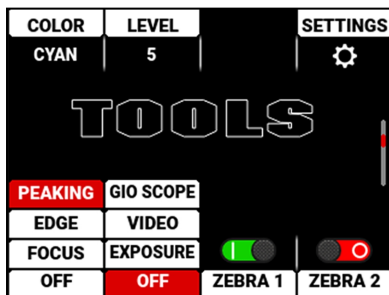 COLOR LEVEL SETTINGS
CYAN 5
TOOLS
PEAKING GIO SCOPE
EDGE VIDEO
FOCUS EXPOSURE
OFF OFF ZEBRA 1 ZEBRA 2